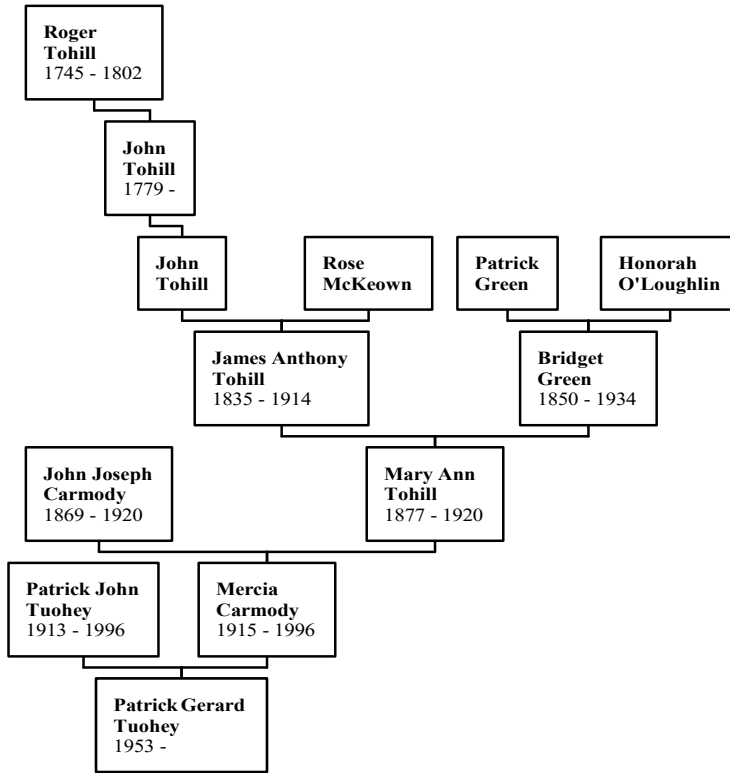 Roger
Tohill
1745 - 1802
John
Tohill
1779 -
John
Tohill
Rose
McKeown
Patrick
Green
Honorah
O'Loughlin
James Anthony
Tohill
1835 - 1914
Bridget
Green
1850 - 1934
John Joseph
Carmody
1869 - 1920
Mary Ann
Tohill
1877 - 1920
Patrick John
Tuohey
1913 - 1996
Mercia
Carmody
1915 - 1996
Patrick Gerard
Tuohey
1953 -